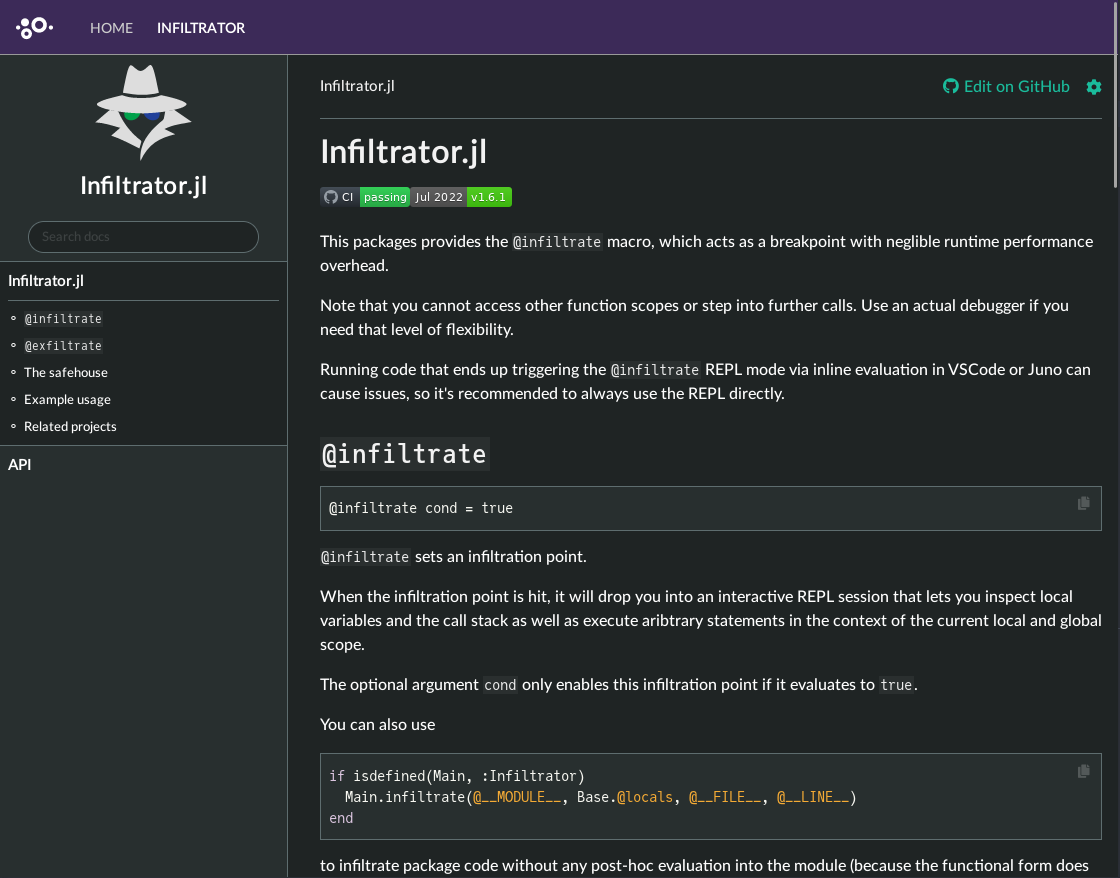 HOME INFILTRATOR
Infiltrator.jl
Search docs
Infiltrator.jl
@infiltrate
@exfiltrate
The safehouse
Example usage
Related projects
API
Infiltrator.jl
Edit on GitHub
Infiltrator.jl
CI passing Jul 2022 v1.6.1
This packages provides the @infiltrate macro, which acts as a breakpoint with neglible runtime performance
overhead.
Note that you cannot access other function scopes or step into further calls. Use an actual debugger if you
need that level of flexibility.
Running code that ends up triggering the @infiltrate REPL mode via inline evaluation in VSCode or Juno can
cause issues, so it's recommended to always use the REPL directly.
@infiltrate
@infiltrate cond = true
@infiltrate sets an infiltration point.
When the infiltration point is hit, it will drop you into an interactive REPL session that lets you inspect local
variables and the call stack as well as execute aribtrary statements in the context of the current local and global
scope.
The optional argument cond only enables this infiltration point if it evaluates to true.
You can also use
if isdefined(Main, :Infiltrator)
  Main.infiltrate(@__MODULE__, Base.@locals, @__FILE__, @__LINE__)
end
to infiltrate package code without any post-hoc evaluation into the module (because the functional form does